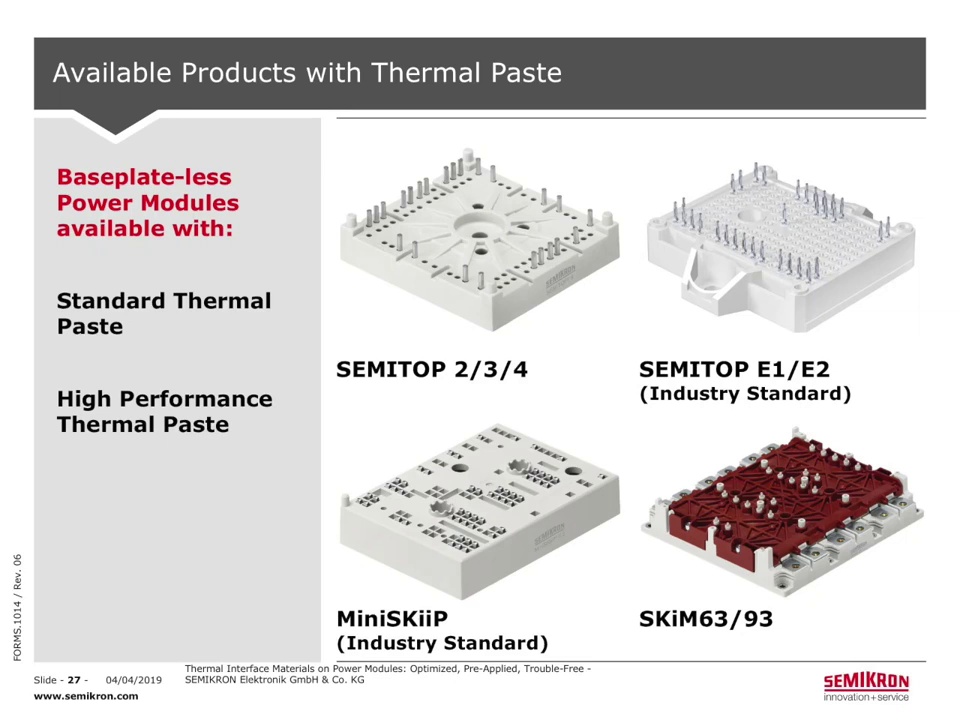 Available Products with Thermal Paste
Baseplate-less
Power Modules
available with:
Standard Thermal
Paste
High Performance
Thermal Paste
SEMIKRON
SEMITOP 2/3/4
SEMITOP E1/E2
(Industry Standard)
SEMIKRON
MiniSKiiP
(Industry Standard)
SKiM63/93
FORMS.1014 / Rev. 06
Slide - 27 - 04/04/2019
Thermal Interface Materials on Power Modules: Optimized, Pre-Applied, Trouble-Free -
SEMIKRON Elektronik GmbH & Co. KG
www.semikron.com
SEMIKRON
innovation+service